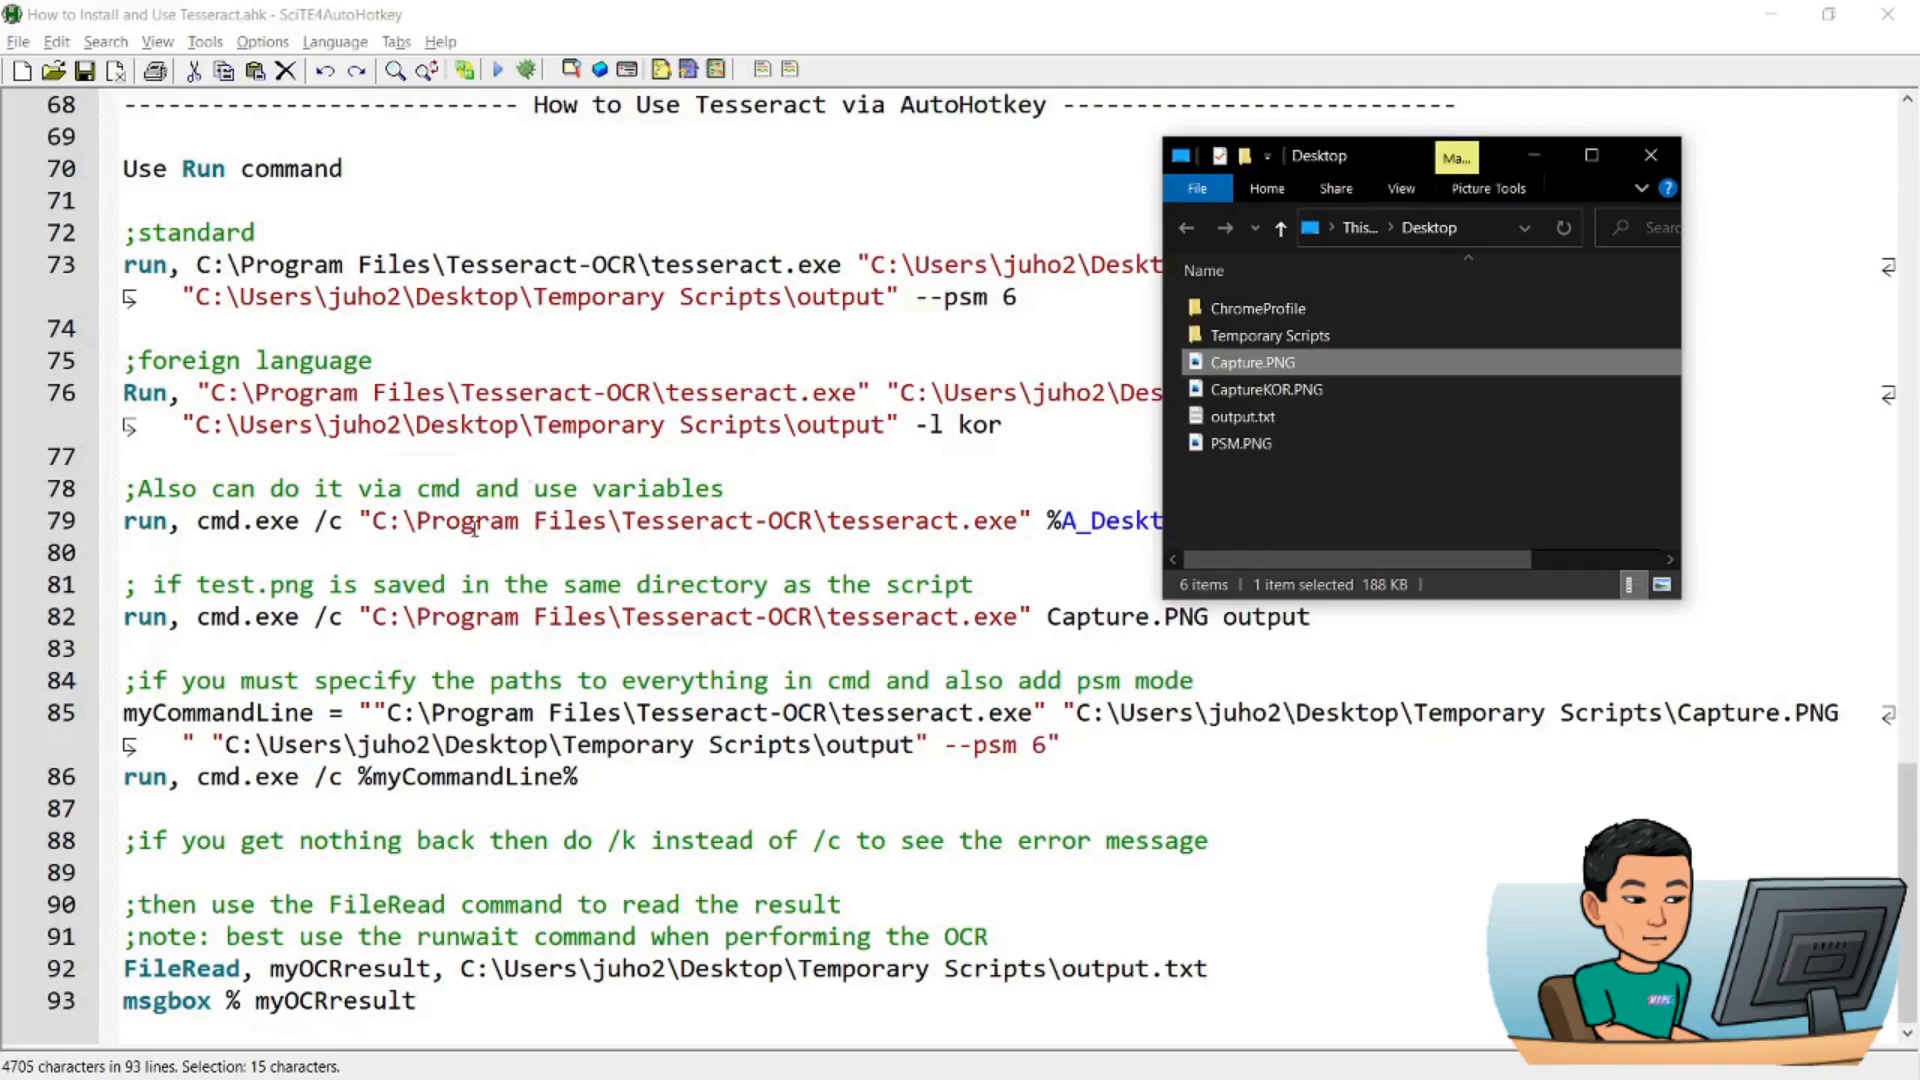 How to Install and Use Tesseract.ahk - SciTE4AutoHotkey
File Edit Search View Tools Options Language Tabs Help
68 --------------------------- How to Use Tesseract via AutoHotkey ---------------------------
69
70 Use Run command
71
72 ;standard
73 run, C:\Program Files\Tesseract-OCR\tesseract.exe "C:\Users\juho2\Deskt
"C:\Users\juho2\Desktop\Temporary Scripts\output" --psm 6
74
75 ;foreign language
76 Run, "C:\Program Files\Tesseract-OCR\tesseract.exe" "C:\Users\juho2\Des
"C:\Users\juho2\Desktop\Temporary Scripts\output" -l kor
77
78 ;Also can do it via cmd and use variables
79 run, cmd.exe /c "C:\Program Files\Tesseract-OCR\tesseract.exe" %A_Deskt
80
81 ; if test.png is saved in the same directory as the script
82 run, cmd.exe /c "C:\Program Files\Tesseract-OCR\tesseract.exe" Capture.PNG output
83
84 ;if you must specify the paths to everything in cmd and also add psm mode
85 myCommandLine = ""C:\Program Files\Tesseract-OCR\tesseract.exe" "C:\Users\juho2\Desktop\Temporary Scripts\Capture.PNG
" "C:\Users\juho2\Desktop\Temporary Scripts\output" --psm 6"
86 run, cmd.exe /c %myCommandLine%
87
88 ;if you get nothing back then do /k instead of /c to see the error message
89
90 ;then use the FileRead command to read the result
91 ;note: best use the runwait command when performing the OCR
92 FileRead, myOCRresult, C:\Users\juho2\Desktop\Temporary Scripts\output.txt
93 msgbox % myOCRresult
4705 characters in 93 lines. Selection: 15 characters.
Desktop Ma...
File Home Share View Picture Tools
This... Desktop Searc
Name
ChromeProfile
Temporary Scripts
Capture.PNG
CaptureKOR.PNG
output.txt
PSM.PNG
6 items 1 item selected 188 KB